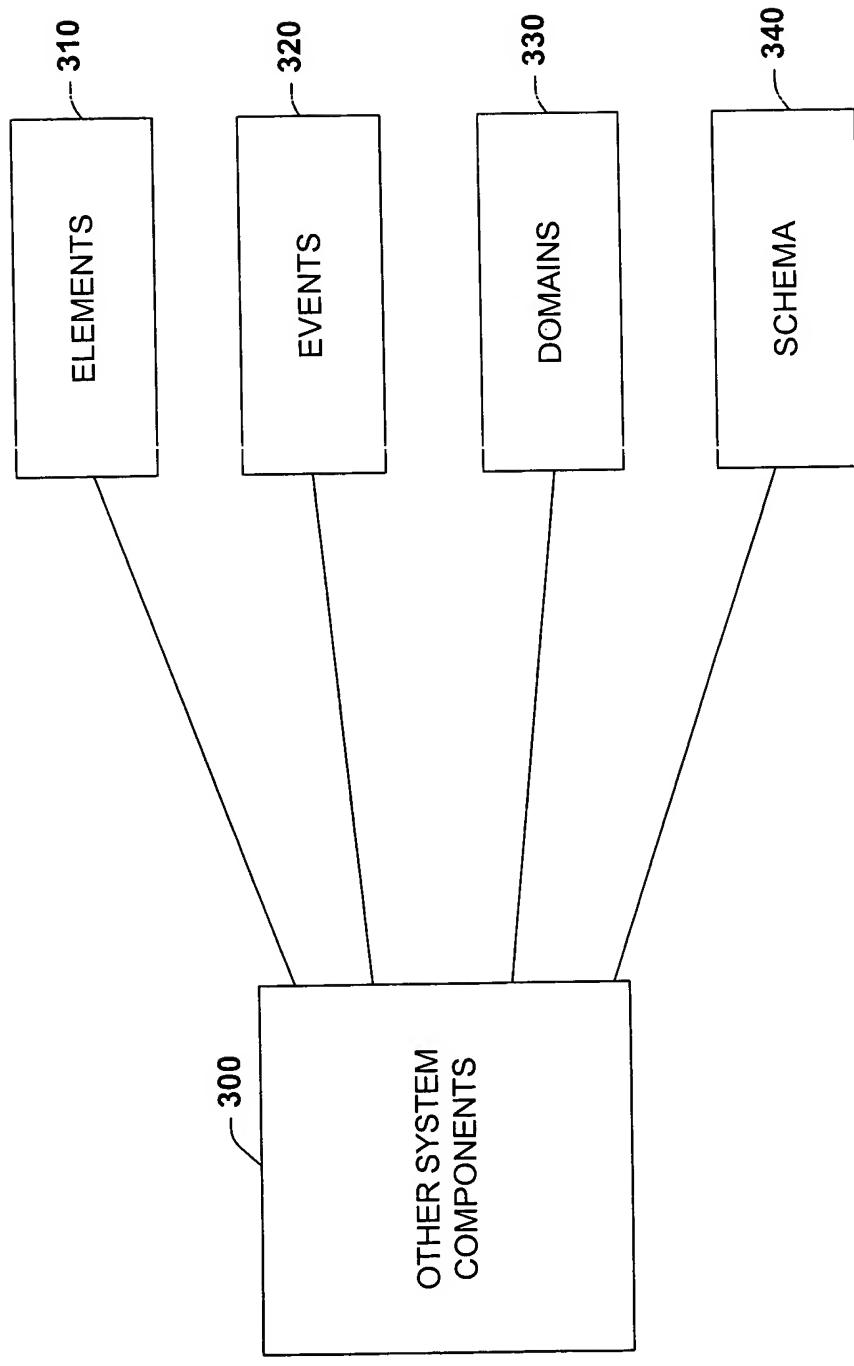 300
OTHER SYSTEM
COMPONENTS
ELEMENTS
310
EVENTS
320
DOMAINS
330
SCHEMA
340